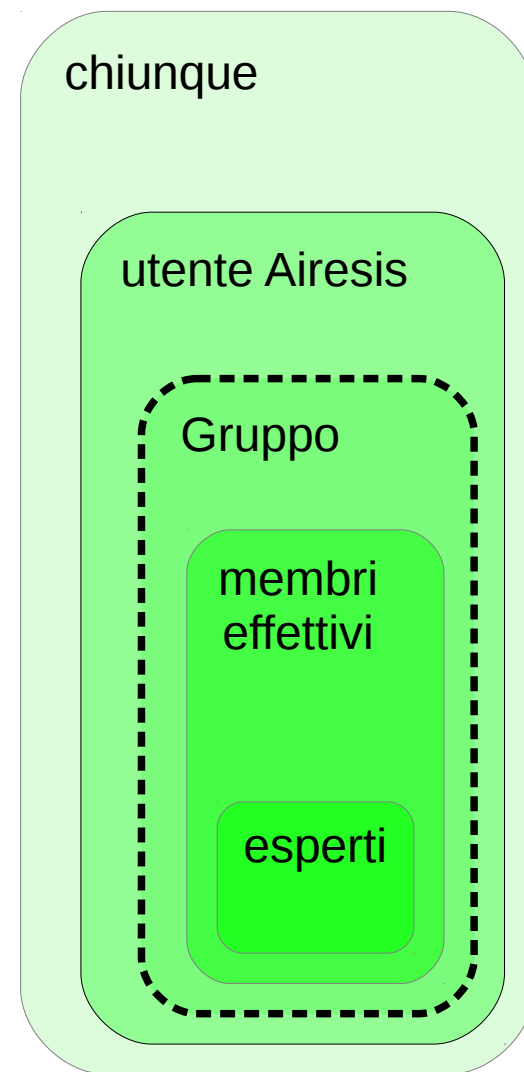 chiunque
utente Airesis
Gruppo
membri
effettivi
esperti